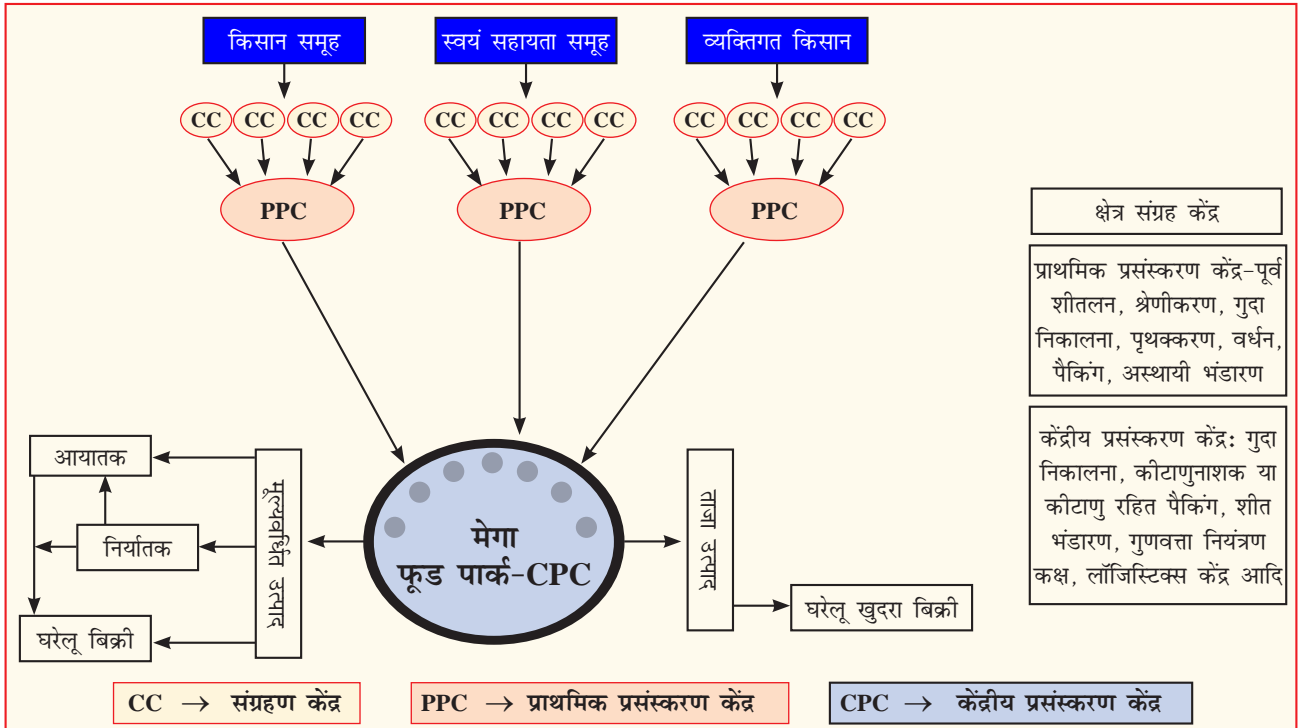 किसान समूह
स्वयं सहायता समूह
व्यक्तिगत किसान
CC CC CC CC
CC CC CC CC
CC CC CC CC
PPC
PPC
PPC
क्षेत्र संग्रह केंद्र
प्राथमिक प्रसंस्करण केंद्र-पूर्व
शीतलन, श्रेणीकरण, गुदा
निकालना, पृथक्करण, वर्धन,
पैकिंग, अस्थायी भंडारण
केंद्रीय प्रसंस्करण केंद्र: गुदा
निकालना, कीटाणुनाशक या
कीटाणु रहित पैकिंग, शीत
भंडारण, गुणवत्ता नियंत्रण
कक्ष, लॉजिस्टिक्स केंद्र आदि
आयातक
निर्यातक
घरेलू बिक्री
मूल्यवर्धित उत्पाद
मेगा
फूड पार्क-CPC
ताजा उत्पाद
घरेलू खुदरा बिक्री
CC → संग्रहण केंद्र
PPC → प्राथमिक प्रसंस्करण केंद्र
CPC → केंद्रीय प्रसंस्करण केंद्र